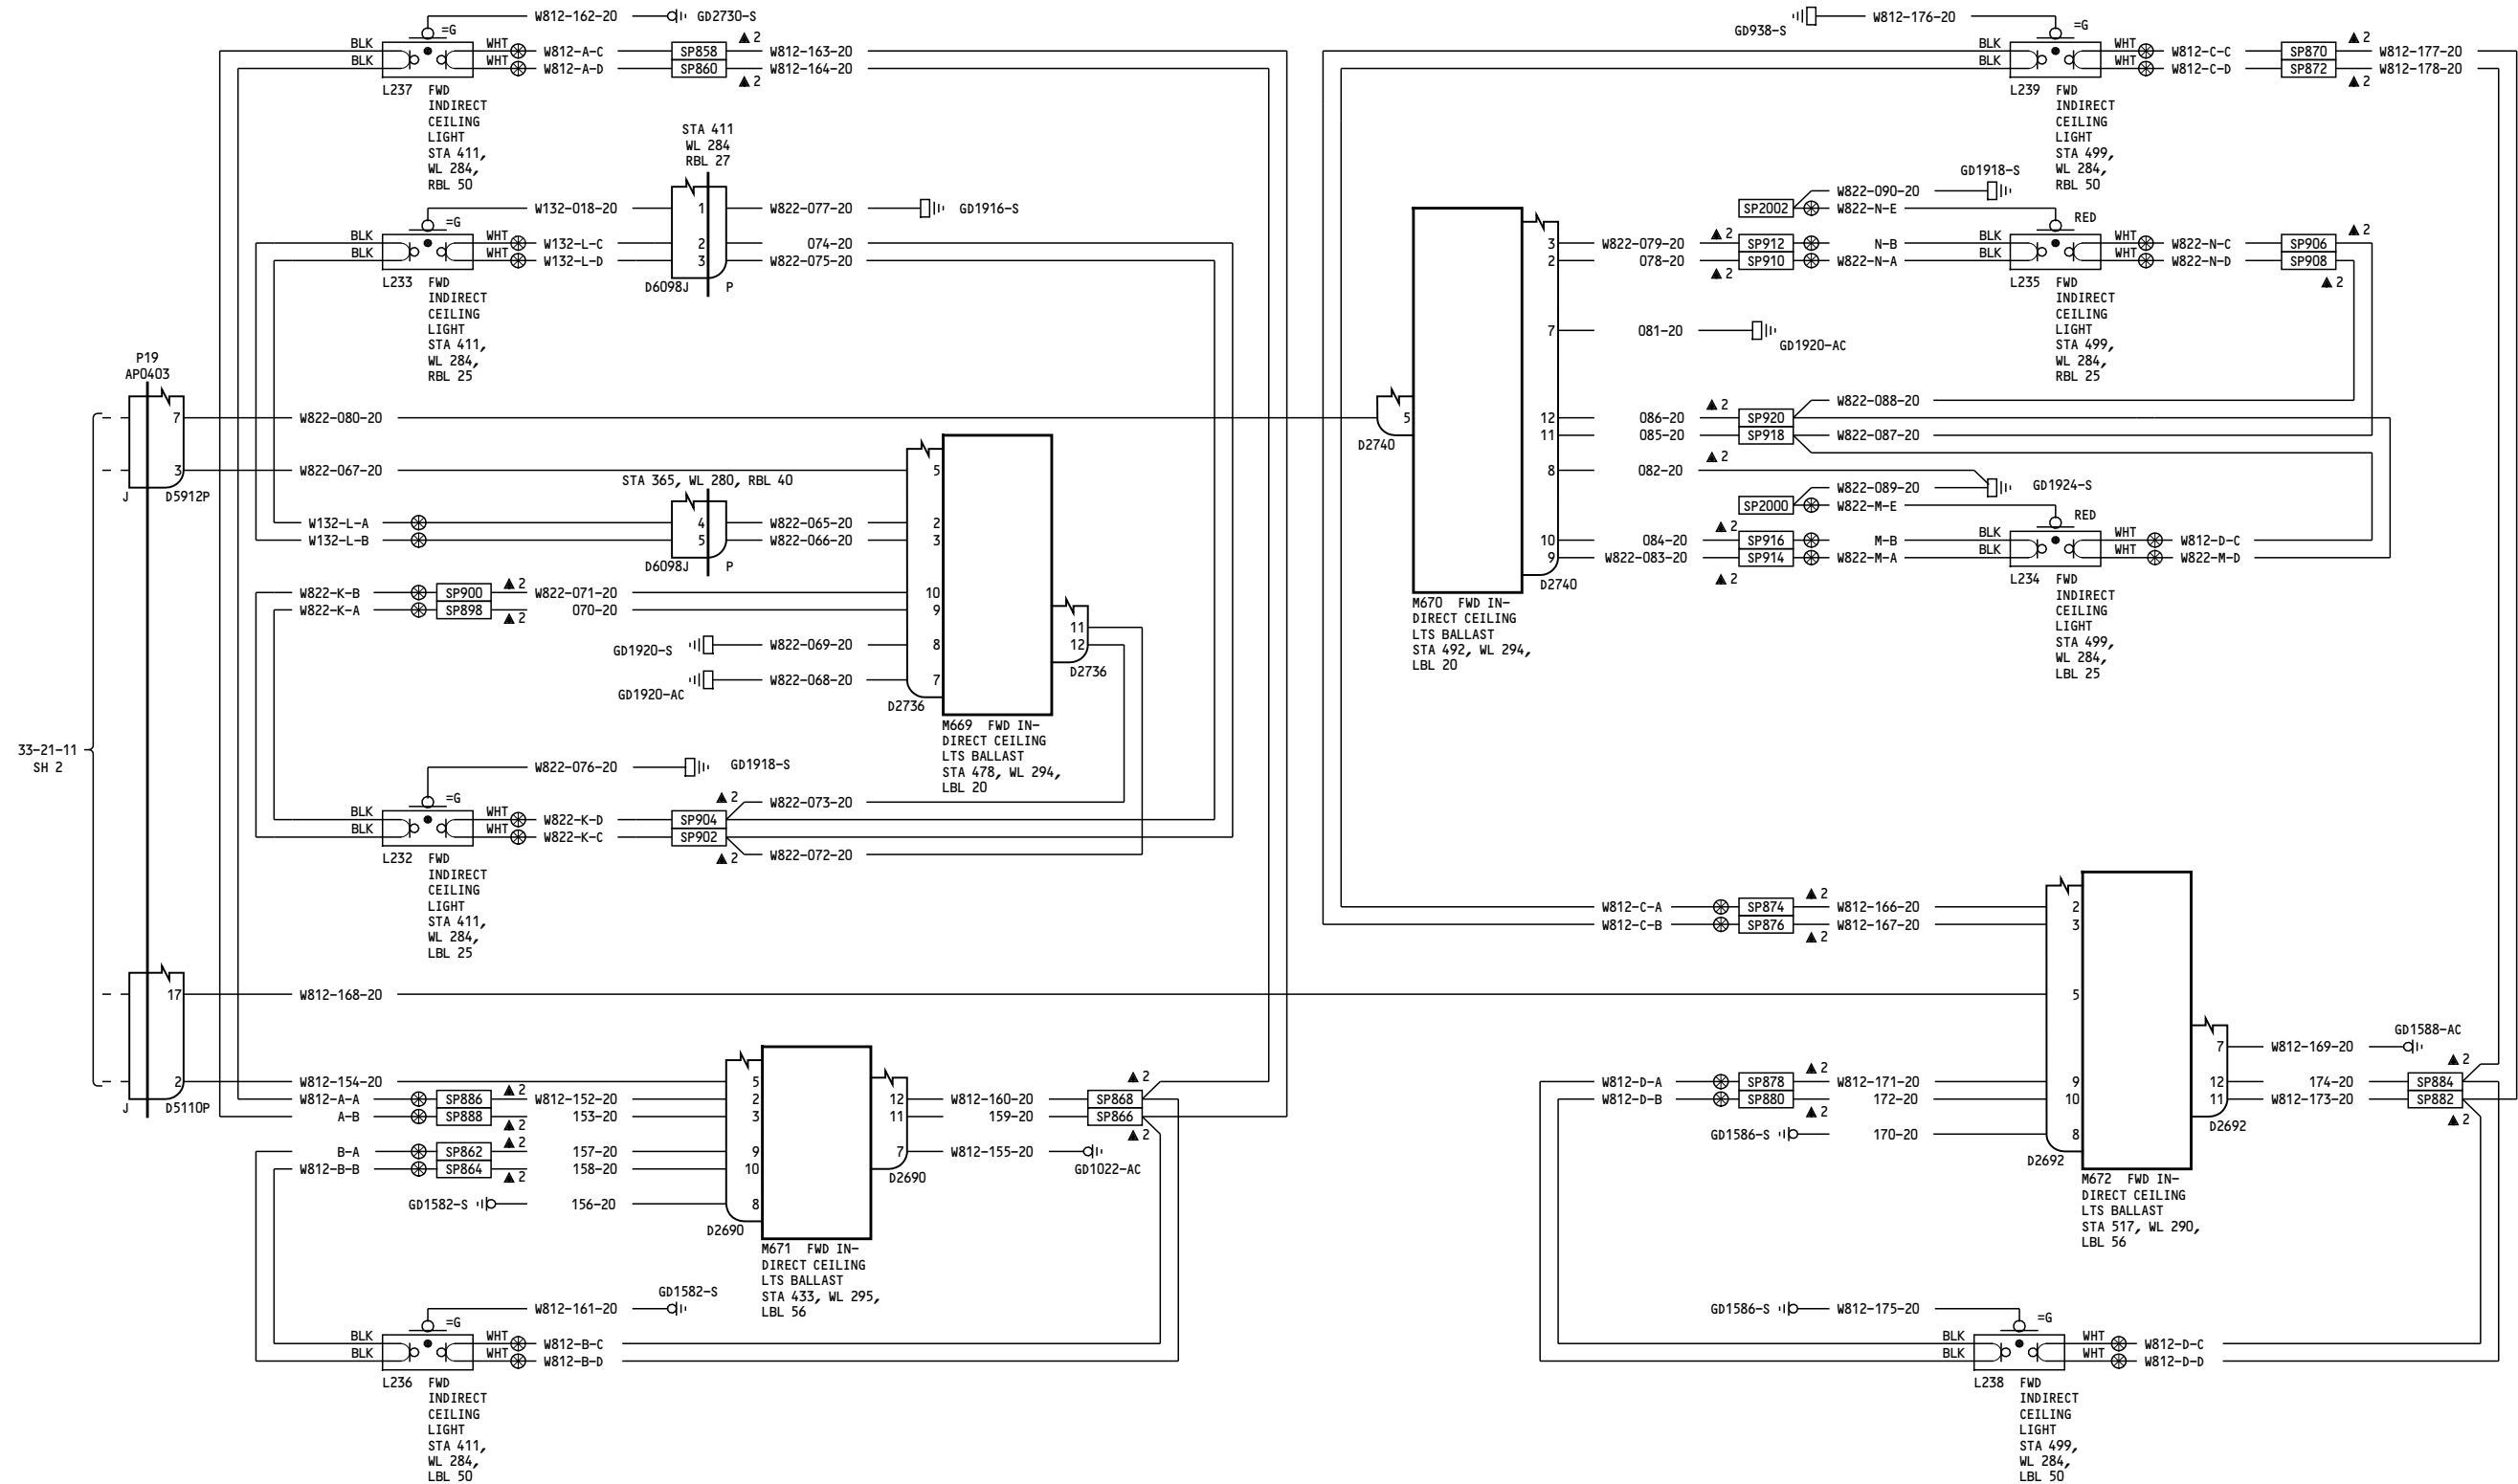 W812-162-20 GD2730-S
=G
BLK WHT W812-A-C SP858 ▲ 2 W812-163-20
BLK WHT W812-A-D SP860 ▲ 2 W812-164-20
L237 FWD
INDIRECT
CEILING
LIGHT
STA 411,
WL 284,
RBL 50
STA 411
WL 284
RBL 27
W132-018-20 1 W822-077-20 GD1916-S
=G
BLK WHT W132-L-C 2 074-20
BLK WHT W132-L-D 3 W822-075-20
D6098J P
L233 FWD
INDIRECT
CEILING
LIGHT
STA 411,
WL 284,
RBL 25
P19
AP0403
7 W822-080-20 5
D2740
3 W822-067-20 5
J D5912P
STA 365, WL 280, RBL 40
W132-L-A 4 W822-065-20 2
W132-L-B 5 W822-066-20 3
D6098J P
W822-K-B SP900 ▲ 2 W822-071-20 10
W822-K-A SP898 ▲ 2 070-20 9
GD1920-S W822-069-20 8
GD1920-AC W822-068-20 7
D2736
11
12
D2736
M669 FWD IN-
DIRECT CEILING
LTS BALLAST
STA 478, WL 294,
LBL 20
33-21-11
SH 2
W822-076-20 GD1918-S
=G
▲ 2 W822-073-20
BLK WHT W822-K-D SP904
BLK WHT W822-K-C SP902
▲ 2 W822-072-20
L232 FWD
INDIRECT
CEILING
LIGHT
STA 411,
WL 284,
LBL 25
17 W812-168-20 5
2 W812-154-20 5
J D5110P
W812-A-A SP886 ▲ 2 W812-152-20 2
A-B SP888 ▲ 2 153-20 3
B-A SP862 ▲ 2 157-20 9
W812-B-B SP864 ▲ 2 158-20 10
GD1582-S 156-20 8
D2690
12 W812-160-20 SP868 ▲ 2
11 159-20 SP866 ▲ 2
7 W812-155-20 GD1022-AC
D2690
M671 FWD IN-
DIRECT CEILING
LTS BALLAST
STA 433, WL 295,
LBL 56
W812-161-20 GD1582-S
=G
BLK WHT W812-B-C
BLK WHT W812-B-D
L236 FWD
INDIRECT
CEILING
LIGHT
STA 411,
WL 284,
LBL 50
GD938-S W812-176-20
=G
BLK WHT W812-C-C SP870 ▲ 2 W812-177-20
BLK WHT W812-C-D SP872 ▲ 2 W812-178-20
L239 FWD
INDIRECT
CEILING
LIGHT
STA 499,
WL 284,
RBL 50
GD1918-S
W822-090-20
SP2002 W822-N-E
RED
3 W822-079-20 ▲ 2 SP912 N-B BLK WHT W822-N-C SP906 ▲ 2
2 078-20 ▲ 2 SP910 W822-N-A BLK WHT W822-N-D SP908 ▲ 2
L235 FWD
INDIRECT
CEILING
LIGHT
STA 499,
WL 284,
RBL 25
7 081-20 GD1920-AC
W822-088-20
12 086-20 ▲ 2 SP920
11 085-20 ▲ 2 SP918 W822-087-20
8 082-20
W822-089-20 GD1924-S
SP2000 W822-M-E
RED
10 084-20 ▲ 2 SP916 M-B BLK WHT W812-D-C
9 W822-083-20 ▲ 2 SP914 W822-M-A BLK WHT W822-M-D
D2740
M670 FWD IN-
DIRECT CEILING
LTS BALLAST
STA 492, WL 294,
LBL 20
L234 FWD
INDIRECT
CEILING
LIGHT
STA 499,
WL 284,
LBL 25
W812-C-A SP874 ▲ 2 W812-166-20 2
W812-C-B SP876 ▲ 2 W812-167-20 3
W812-D-A SP878 ▲ 2 W812-171-20 9
W812-D-B SP880 ▲ 2 172-20 10
GD1586-S 170-20 8
D2692
7 W812-169-20 GD1588-AC
12 174-20 SP884 ▲ 2
11 W812-173-20 SP882 ▲ 2
D2692
M672 FWD IN-
DIRECT CEILING
LTS BALLAST
STA 517, WL 290,
LBL 56
GD1586-S W812-175-20
=G
BLK WHT W812-D-C
BLK WHT W812-D-D
L238 FWD
INDIRECT
CEILING
LIGHT
STA 499,
WL 284,
LBL 50